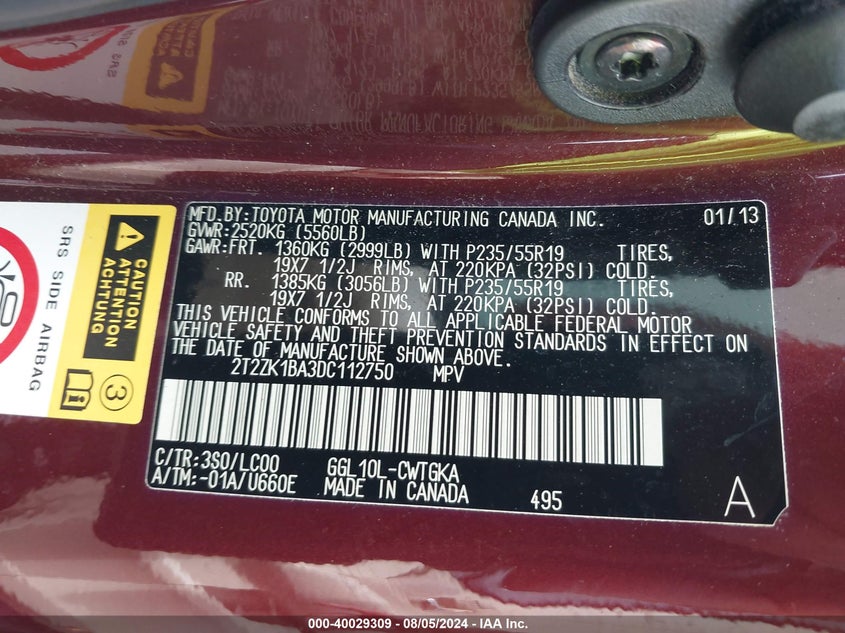 MFD.BY:TOYOTA MOTOR MANUFACTURING CANADA INC. 01/13
GVWR:2520KG (5560LB)
GAWR:FRT. 1360KG (2999LB) WITH P235/55R19 TIRES,
19X7 1/2J RIMS, AT 220KPA (32PSI) COLD.
RR. 1385KG (3056LB) WITH P235/55R19 TIRES,
19X7 1/2J RIMS, AT 220KPA (32PSI) COLD.
THIS VEHICLE CONFORMS TO ALL APPLICABLE FEDERAL MOTOR
VEHICLE SAFETY AND THEFT PREVENTION STANDARDS IN EFFECT ON
THE DATE OF MANUFACTURE SHOWN ABOVE.
2T2ZK1BA3DC112750 MPV
C/TR:3S0/LC00 GGL10L-CWTGKA
A/TM:-01A/U660E MADE IN CANADA 495 A
SRS SIDE AIRBAG
CAUTION
ATTENTION
ACHTUNG
3
000-40029309 - 08/05/2024 - IAA Inc.